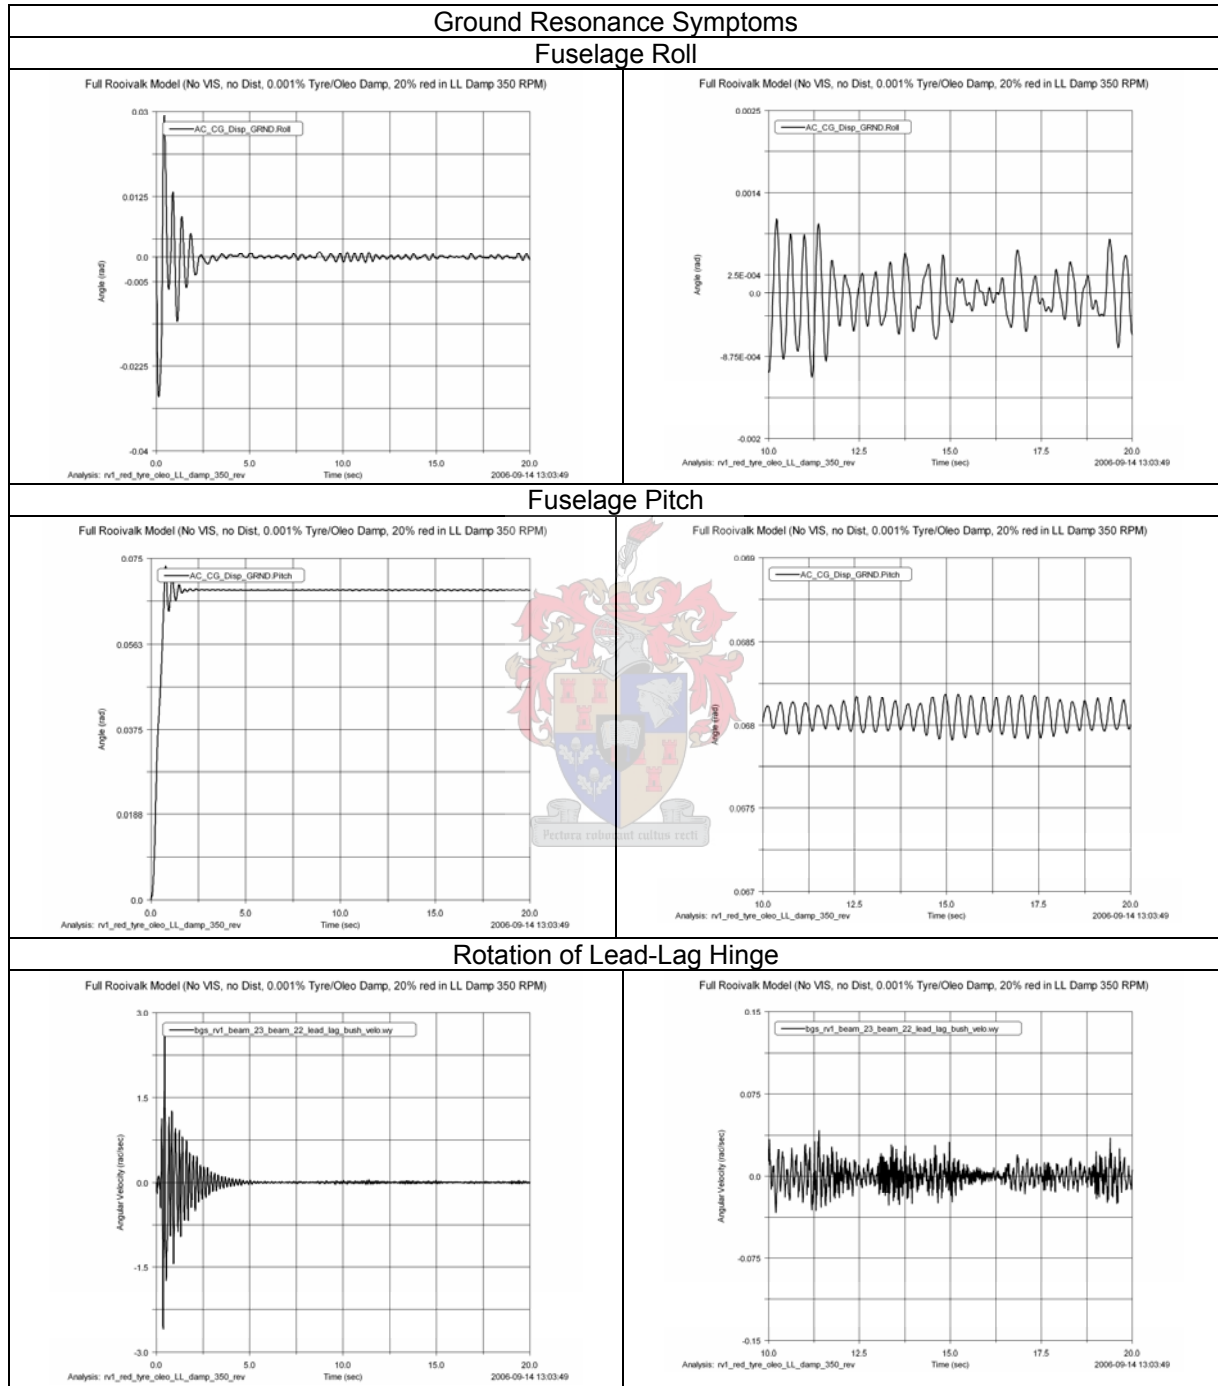 Ground Resonance Symptoms
Fuselage Roll
Full Rooivalk Model (No VIS, no Dist, 0.001% Tyre/Oleo Damp, 20% red in LL Damp 350 RPM)
0.03
AC_CG_Disp_GRND.Roll
0.0125
0.0
-0.005
-0.0225
-0.04
Angle (rad)
0.0 5.0 10.0 15.0 20.0
Analysis: rv1_red_tyre_oleo_LL_damp_350_rev Time (sec) 2006-09-14 13:03:49
Full Rooivalk Model (No VIS, no Dist, 0.001% Tyre/Oleo Damp, 20% red in LL Damp 350 RPM)
0.0025
AC_CG_Disp_GRND.Roll
0.0014
2.5E-004
0.0
-8.75E-004
-0.002
Angle (rad)
10.0 12.5 15.0 17.5 20.0
Analysis: rv1_red_tyre_oleo_LL_damp_350_rev Time (sec) 2006-09-14 13:03:49
Fuselage Pitch
Full Rooivalk Model (No VIS, no Dist, 0.001% Tyre/Oleo Damp, 20% red in LL Damp 350 RPM)
0.075
AC_CG_Disp_GRND.Pitch
0.0563
0.0375
0.0188
0.0
Angle (rad)
0.0 5.0 10.0 15.0 20.0
Analysis: rv1_red_tyre_oleo_LL_damp_350_rev Time (sec) 2006-09-14 13:03:49
Full Rooivalk Model (No VIS, no Dist, 0.001% Tyre/Oleo Damp, 20% red in LL Damp 350 RPM)
0.069
AC_CG_Disp_GRND.Pitch
0.0685
0.068
0.0675
0.067
Angle (rad)
10.0 12.5 15.0 17.5 20.0
Analysis: rv1_red_tyre_oleo_LL_damp_350_rev Time (sec) 2006-09-14 13:03:49
Pectora roborant cultus recti
Rotation of Lead-Lag Hinge
Full Rooivalk Model (No VIS, no Dist, 0.001% Tyre/Oleo Damp, 20% red in LL Damp 350 RPM)
3.0
bgs_rv1_beam_23_beam_22_lead_lag_bush_velo.wy
1.5
0.0
-1.5
-3.0
Angular Velocity (rad/sec)
0.0 5.0 10.0 15.0 20.0
Analysis: rv1_red_tyre_oleo_LL_damp_350_rev Time (sec) 2006-09-14 13:03:49
Full Rooivalk Model (No VIS, no Dist, 0.001% Tyre/Oleo Damp, 20% red in LL Damp 350 RPM)
0.15
bgs_rv1_beam_23_beam_22_lead_lag_bush_velo.wy
0.075
0.0
-0.075
-0.15
Angular Velocity (rad/sec)
10.0 12.5 15.0 17.5 20.0
Analysis: rv1_red_tyre_oleo_LL_damp_350_rev Time (sec) 2006-09-14 13:03:49